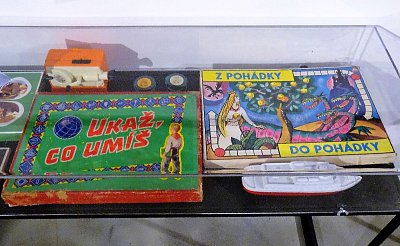 UKAŽ,
CO UMÍŠ
Z POHÁDKY
DO POHÁDKY